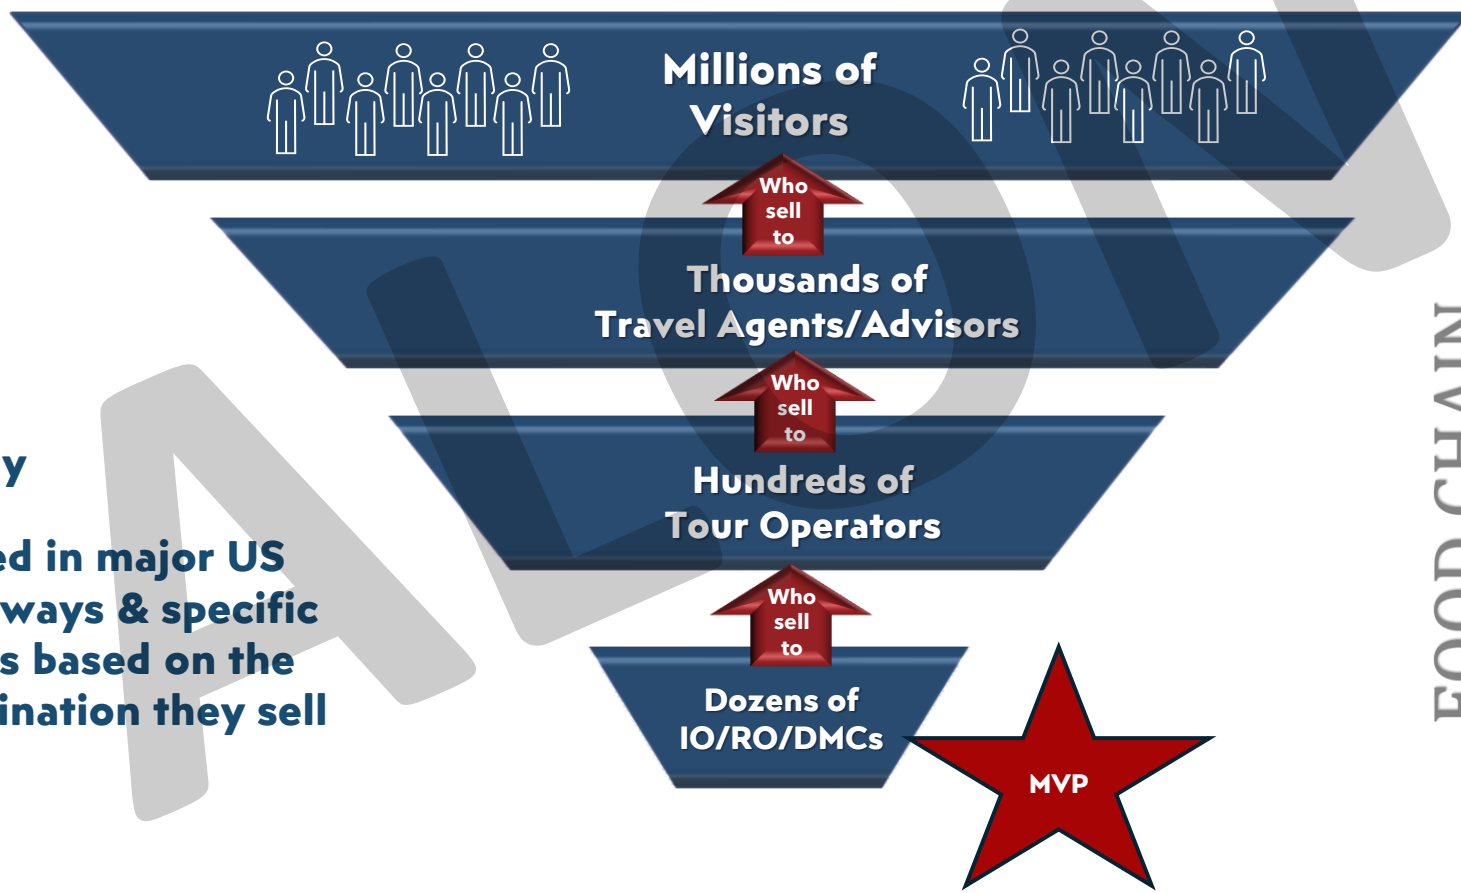 Millions of
Visitors
Who
sell
to
Thousands of
Travel Agents/Advisors
Who
sell
to
Hundreds of
Tour Operators
Who
sell
to
Dozens of
IO/RO/DMCs
MVP
y
ed in major US
ways & specific
s based on the
ination they sell
FOOD CHAIN